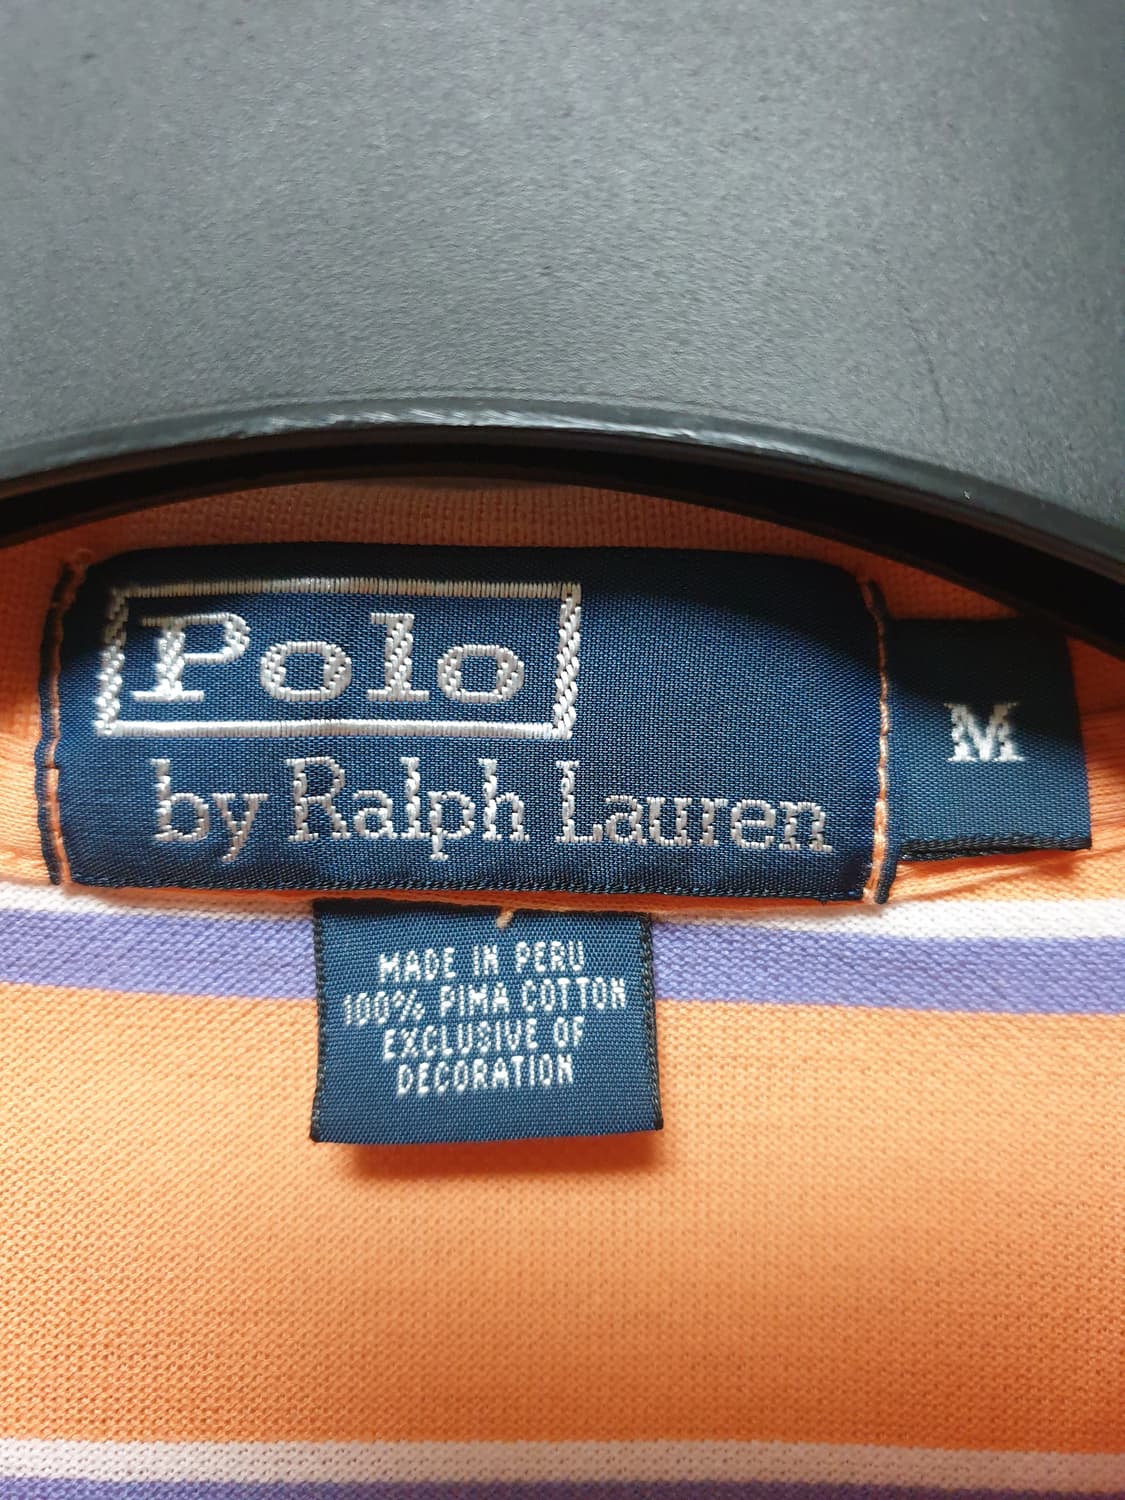 Polo
by Ralph Lauren
M
MADE IN PERU
100% PIMA COTTON
EXCLUSIVE OF
DECORATION